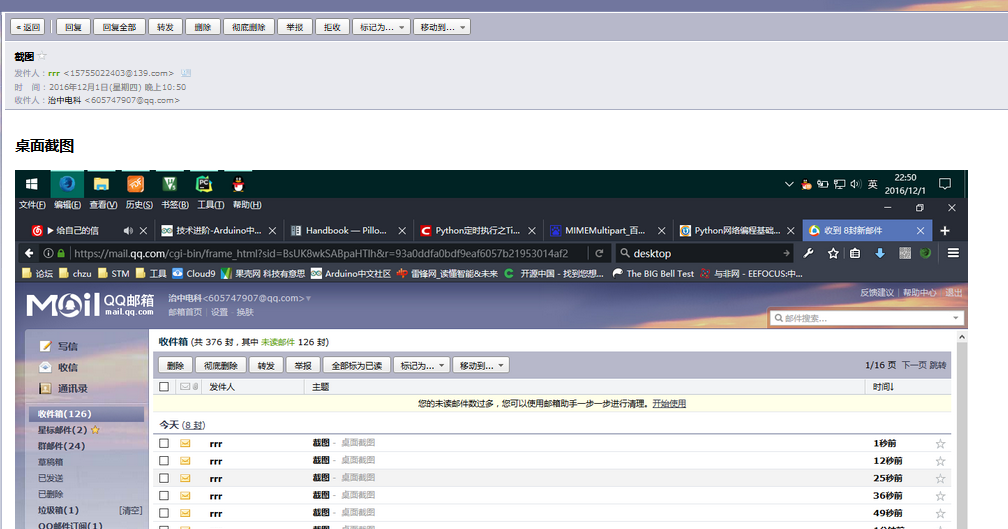 «返回 回复 回复全部 转发 删除 彻底删除 举报 拒收 标记为... 移动到...
截图
发件人：rrr <15755022403@139.com>
时 间：2016年12月1日(星期四) 晚上10:50
收件人：治中电科 <605747907@qq.com>
桌面截图
英 22:50
2016/12/1
文件(F) 编辑(E) 查看(V) 历史(S) 书签(B) 工具(T) 帮助(H)
给自己的信 技术进阶-Arduino中... Handbook — Pillo... Python定时执行之Ti... MIMEMultipart_百... Python网络编程基础... 收到 8封新邮件
https://mail.qq.com/cgi-bin/frame_html?sid=BsUK8wkSABpaHTlh&r=93a0ddfa0bdf9eaf6057b21953014af2 desktop
论坛 chzu STM 工具 Cloud9 果壳网 科技有意思 Arduino中文社区 雷锋网_读懂智能&未来 开源中国 - 找到您想... The BIG Bell Test 与非网 - EEFOCUS:中...
Mail QQ邮箱 mail.qq.com
治中电科<605747907@qq.com>
邮箱首页 | 设置 - 换肤
反馈建议 | 帮助中心 退出
邮件搜索...
写信
收信
通讯录
收件箱(126)
星标邮件(2)
群邮件(24)
草稿箱
已发送
已删除
垃圾箱(1) [清空]
QQ邮件订阅(1)
收件箱 (共 376 封，其中 未读邮件 126 封)
删除 彻底删除 转发 举报 全部标为已读 标记为... 移动到... 1/16 页 下一页 跳转
发件人 主题 时间↓
您的未读邮件数过多，您可以使用邮箱助手一步一步进行清理。开始使用
今天 (8 封)
rrr 截图 - 桌面截图 1秒前
rrr 截图 - 桌面截图 12秒前
rrr 截图 - 桌面截图 25秒前
rrr 截图 - 桌面截图 36秒前
rrr 截图 - 桌面截图 49秒前